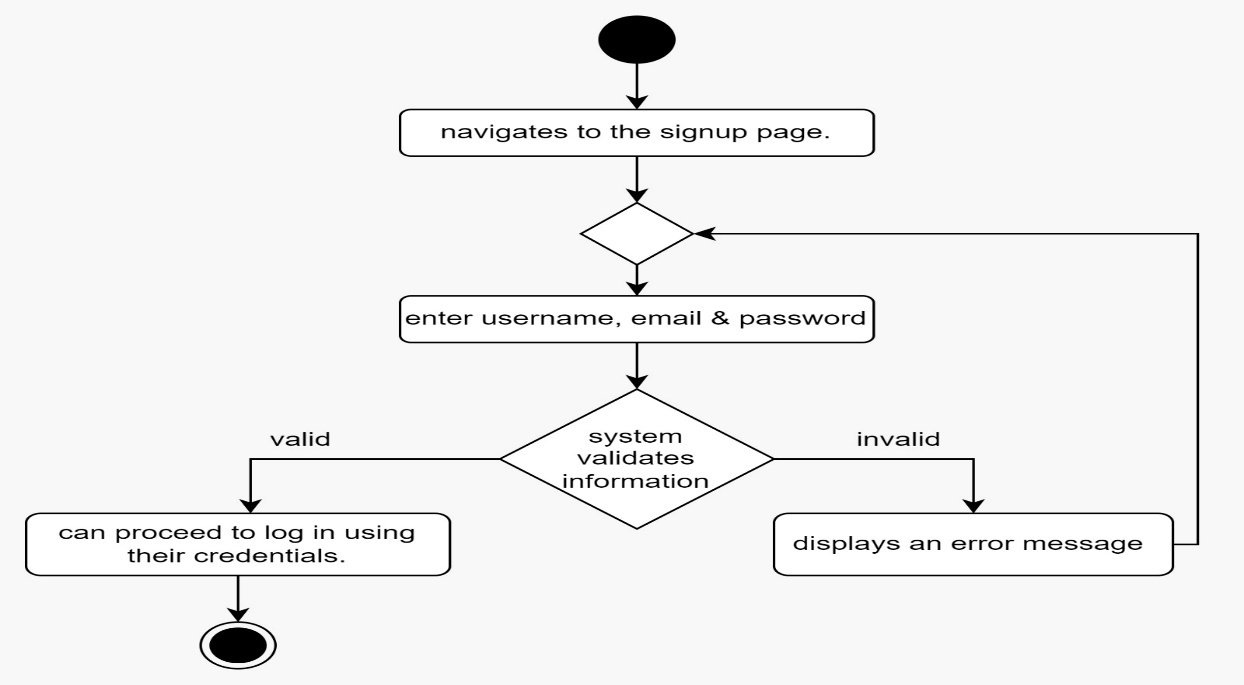 navigates to the signup page.
enter username, email & password
valid
invalid
system
validates
information
can proceed to log in using
their credentials.
displays an error message